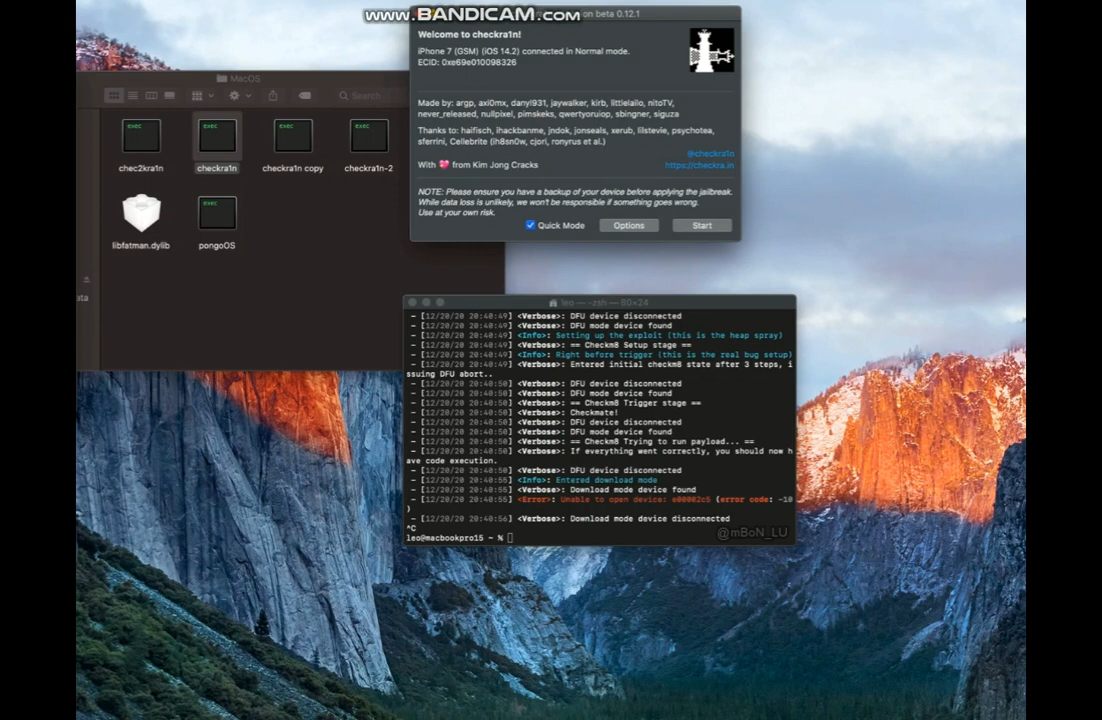 www.BANDICAM.com
on beta 0.12.1
Welcome to checkra1n!
iPhone 7 (GSM) (iOS 14.2) connected in Normal mode.
ECID: 0xe69e010098326
Made by: argp, axi0mx, danyl931, jaywalker, kirb, littlelailo, nitoTV,
never_released, nullpixel, pimskeks, qwertyoruiop, sbingner, siguza
Thanks to: haifisch, ihackbanme, jndok, jonseals, xerub, lilstevie, psychotea,
sferrini, Cellebrite (ih8sn0w, cjori, ronyrus et al.)
@checkra1n
With 💖 from Kim Jong Cracks
https://checkra.in
NOTE: Please ensure you have a backup of your device before applying the jailbreak.
While data loss is unlikely, we won't be responsible if something goes wrong.
Use at your own risk.
Quick Mode
Options
Start
MacOS
Search
exec
exec
exec
exec
chec2kra1n
checkra1n
checkra1n copy
checkra1n-2
exec
libfatman.dylib
pongoOS
leo — -zsh — 80×24
- [12/20/20 20:40:49] <Verbose>: DFU device disconnected
- [12/20/20 20:40:49] <Verbose>: DFU mode device found
- [12/20/20 20:40:49] <Info>: Setting up the exploit (this is the heap spray)
- [12/20/20 20:40:49] <Verbose>: == Checkm8 Setup stage ==
- [12/20/20 20:40:49] <Info>: Right before trigger (this is the real bug setup)
- [12/20/20 20:40:49] <Verbose>: Entered initial checkm8 state after 3 steps, i
ssuing DFU abort..
- [12/20/20 20:40:50] <Verbose>: DFU device disconnected
- [12/20/20 20:40:50] <Verbose>: DFU mode device found
- [12/20/20 20:40:50] <Verbose>: == Checkm8 Trigger stage ==
- [12/20/20 20:40:50] <Verbose>: Checkmate!
- [12/20/20 20:40:50] <Verbose>: DFU device disconnected
- [12/20/20 20:40:50] <Verbose>: DFU mode device found
- [12/20/20 20:40:50] <Verbose>: == Checkm8 Trying to run payload... ==
- [12/20/20 20:40:50] <Verbose>: If everything went correctly, you should now h
ave code execution.
- [12/20/20 20:40:50] <Verbose>: DFU device disconnected
- [12/20/20 20:40:55] <Info>: Entered download mode
- [12/20/20 20:40:55] <Verbose>: Download mode device found
- [12/20/20 20:40:56] <Error>: Unable to open device: e00002c5 (error code: -10
)
- [12/20/20 20:40:56] <Verbose>: Download mode device disconnected
^C
leo@macbookpro15 ~ %
@mBoN_LU